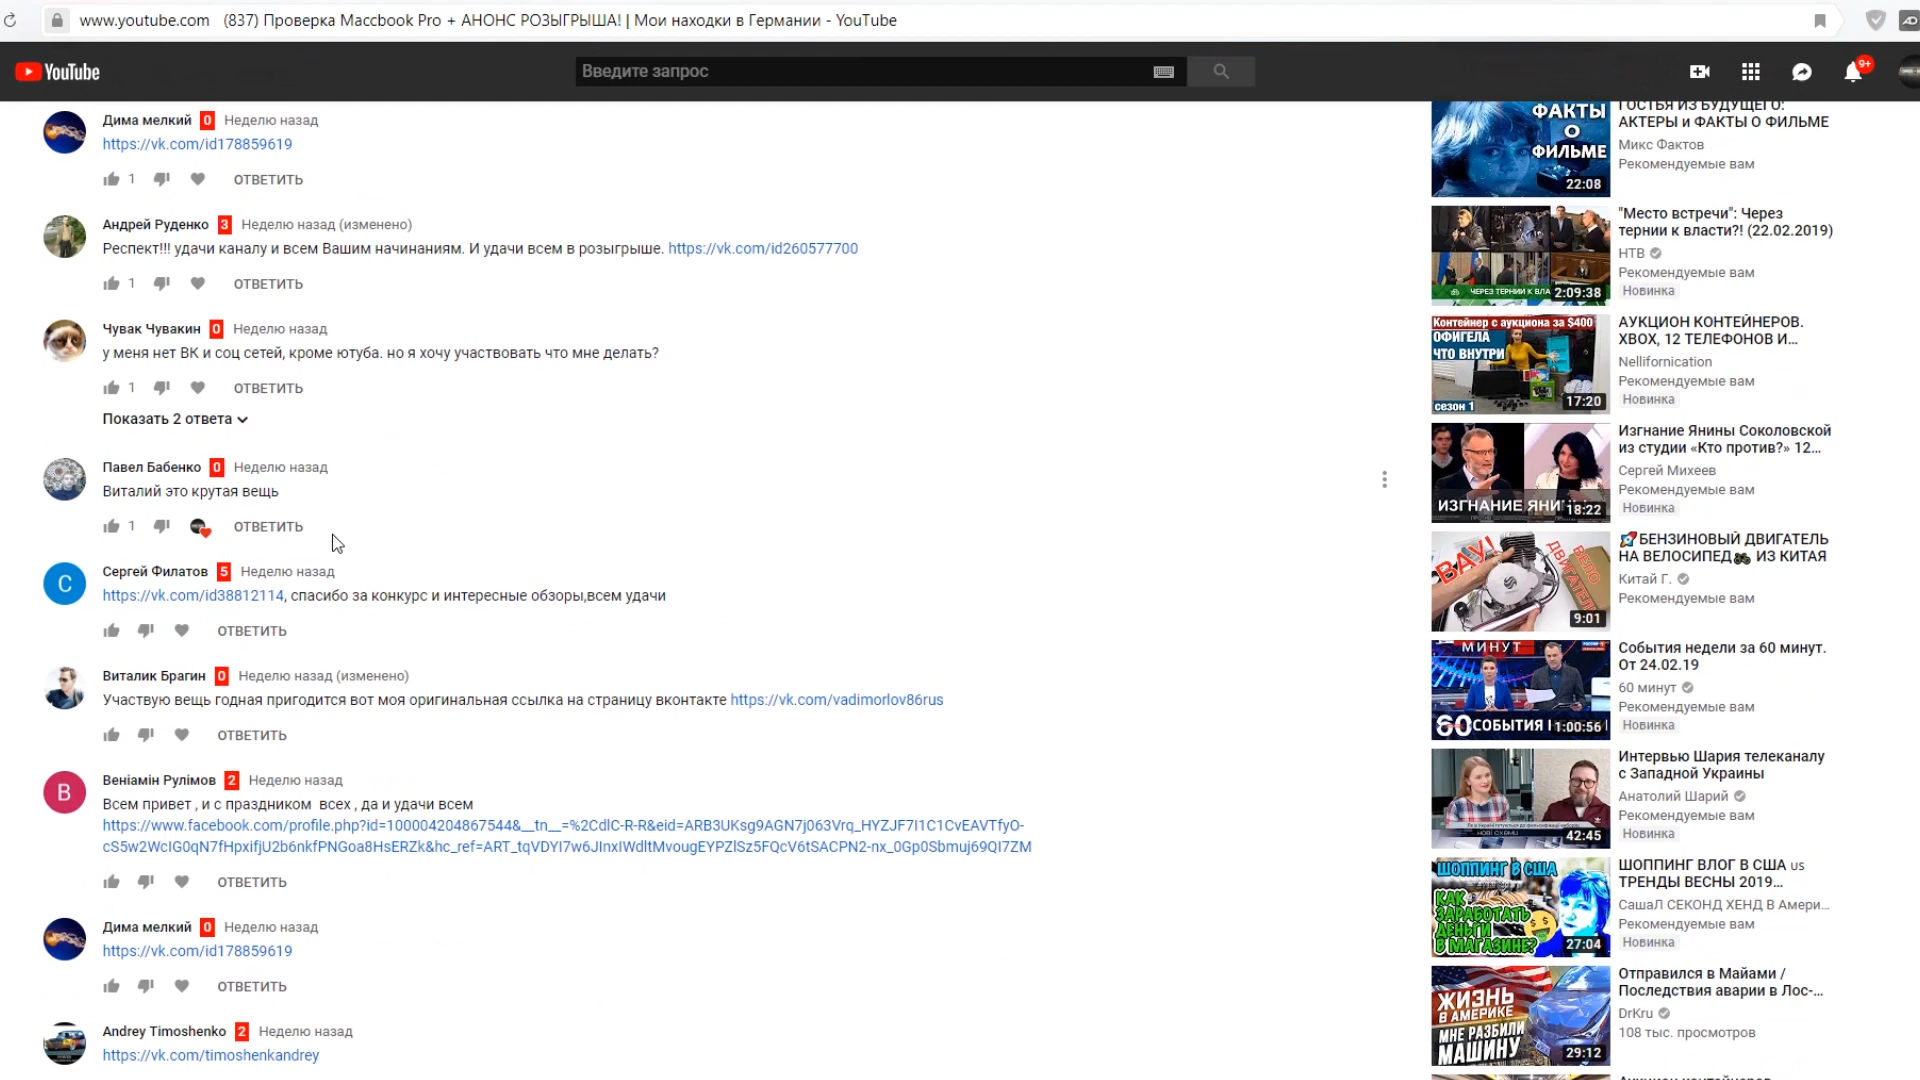 www.youtube.com (837) Проверка Maccbook Pro + АНОНС РОЗЫГРЫША! | Мои находки в Германии - YouTube
YouTube
Введите запрос
9+
Дима мелкий 0 Неделю назад
https://vk.com/id178859619
1 ОТВЕТИТЬ
Андрей Руденко 3 Неделю назад (изменено)
Респект!!! удачи каналу и всем Вашим начинаниям. И удачи всем в розыгрыше. https://vk.com/id260577700
1 ОТВЕТИТЬ
Чувак Чувакин 0 Неделю назад
у меня нет ВК и соц сетей, кроме ютуба. но я хочу участвовать что мне делать?
1 ОТВЕТИТЬ
Показать 2 ответа
Павел Бабенко 0 Неделю назад
Виталий это крутая вещь
1 ОТВЕТИТЬ
С
Сергей Филатов 5 Неделю назад
https://vk.com/id38812114, спасибо за конкурс и интересные обзоры,всем удачи
ОТВЕТИТЬ
Виталик Брагин 0 Неделю назад (изменено)
Участвую вещь годная пригодится вот моя оригинальная ссылка на страницу вконтакте https://vk.com/vadimorlov86rus
ОТВЕТИТЬ
В
Веніамін Рулімов 2 Неделю назад
Всем привет , и с праздником всех , да и удачи всем
https://www.facebook.com/profile.php?id=100004204867544&__tn__=%2CdlC-R-R&eid=ARB3UKsg9AGN7j063Vrq_HYZJF7I1C1CvEAVTfyO-
cS5w2WcIG0qN7fHpxifjU2b6nkfPNGoa8HsERZk&hc_ref=ART_tqVDYI7w6JInxIWdltMvougEYPZlSz5FQcV6tSACPN2-nx_0Gp0Sbmuj69QI7ZM
ОТВЕТИТЬ
Дима мелкий 0 Неделю назад
https://vk.com/id178859619
ОТВЕТИТЬ
Andrey Timoshenko 2 Неделю назад
https://vk.com/timoshenkandrey
ФАКТЫ
О
ФИЛЬМЕ
22:08
ГОСТЬЯ ИЗ БУДУЩЕГО:
АКТЕРЫ и ФАКТЫ О ФИЛЬМЕ
Микс Фактов
Рекомендуемые вам
ЧЕРЕЗ ТЕРНИИ К ВЛА
2:09:38
"Место встречи": Через
тернии к власти?! (22.02.2019)
НТВ
Рекомендуемые вам
Новинка
Контейнер с аукциона за $400
ОФИГЕЛА
ЧТО ВНУТРИ
сезон 1
17:20
АУКЦИОН КОНТЕЙНЕРОВ.
XBOX, 12 ТЕЛЕФОНОВ И...
Nellifornication
Рекомендуемые вам
Новинка
ИЗГНАНИЕ ЯНИ
18:22
Изгнание Янины Соколовской
из студии «Кто против?» 12...
Сергей Михеев
Рекомендуемые вам
Новинка
ВАУ!
ВЕЛО
ДВИГАТЕЛ
9:01
БЕНЗИНОВЫЙ ДВИГАТЕЛЬ
НА ВЕЛОСИПЕД ИЗ КИТАЯ
Китай Г.
Рекомендуемые вам
МИНУТ
60 СОБЫТИЯ
1:00:56
События недели за 60 минут.
От 24.02.19
60 минут
Рекомендуемые вам
Новинка
42:45
Интервью Шария телеканалу
с Западной Украины
Анатолий Шарий
Рекомендуемые вам
Новинка
ШОППИНГ В США
КАК
ЗАРАБОТАТЬ
ДЕНЬГИ
В МАГАЗИНЕ?
27:04
ШОППИНГ ВЛОГ В США us
ТРЕНДЫ ВЕСНЫ 2019...
СашаЛ СЕКОНД ХЕНД В Амери...
Рекомендуемые вам
Новинка
ЖИЗНЬ
В АМЕРИКЕ
МНЕ РАЗБИЛИ
МАШИНУ
29:12
Отправился в Майами /
Последствия аварии в Лос-...
DrKru
108 тыс. просмотров